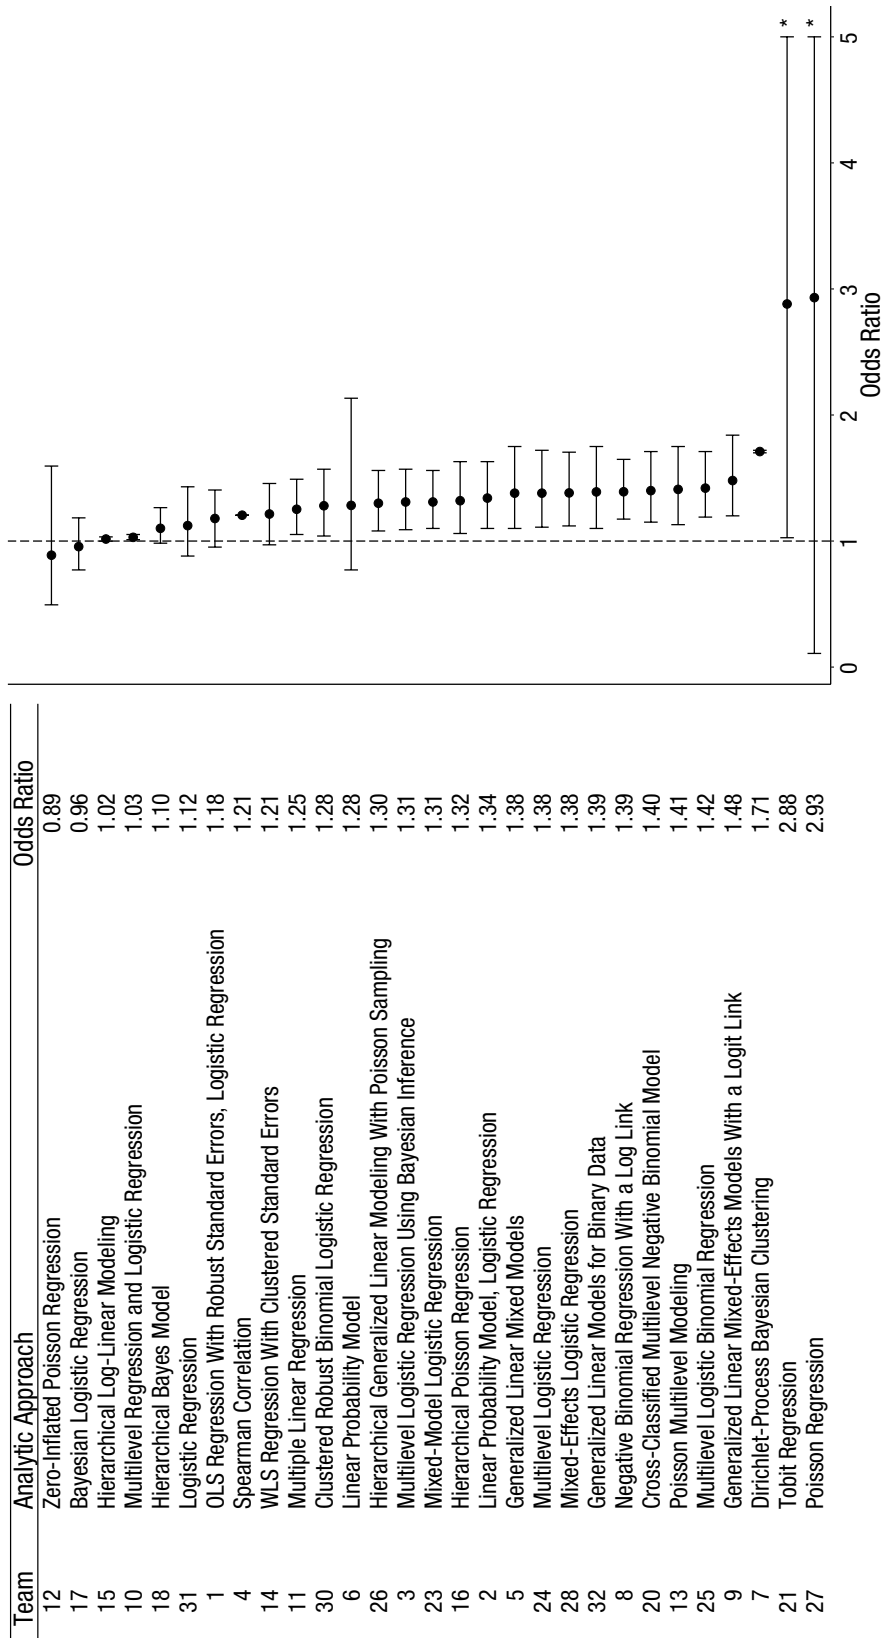 Team Analytic Approach Odds Ratio
12 Zero-Inflated Poisson Regression 0.89
17 Bayesian Logistic Regression 0.96
15 Hierarchical Log-Linear Modeling 1.02
10 Multilevel Regression and Logistic Regression 1.03
18 Hierarchical Bayes Model 1.10
31 Logistic Regression 1.12
1 OLS Regression With Robust Standard Errors, Logistic Regression 1.18
4 Spearman Correlation 1.21
14 WLS Regression With Clustered Standard Errors 1.21
11 Multiple Linear Regression 1.25
30 Clustered Robust Binomial Logistic Regression 1.28
6 Linear Probability Model 1.28
26 Hierarchical Generalized Linear Modeling With Poisson Sampling 1.30
3 Multilevel Logistic Regression Using Bayesian Inference 1.31
23 Mixed-Model Logistic Regression 1.31
16 Hierarchical Poisson Regression 1.32
2 Linear Probability Model, Logistic Regression 1.34
5 Generalized Linear Mixed Models 1.38
24 Multilevel Logistic Regression 1.38
28 Mixed-Effects Logistic Regression 1.38
32 Generalized Linear Models for Binary Data 1.39
8 Negative Binomial Regression With a Log Link 1.39
20 Cross-Classified Multilevel Negative Binomial Model 1.40
13 Poisson Multilevel Modeling 1.41
25 Multilevel Logistic Binomial Regression 1.42
9 Generalized Linear Mixed-Effects Models With a Logit Link 1.48
7 Dirichlet-Process Bayesian Clustering 1.71
21 Tobit Regression 2.88 *
27 Poisson Regression 2.93 *
0 1 2 3 4 5
Odds Ratio